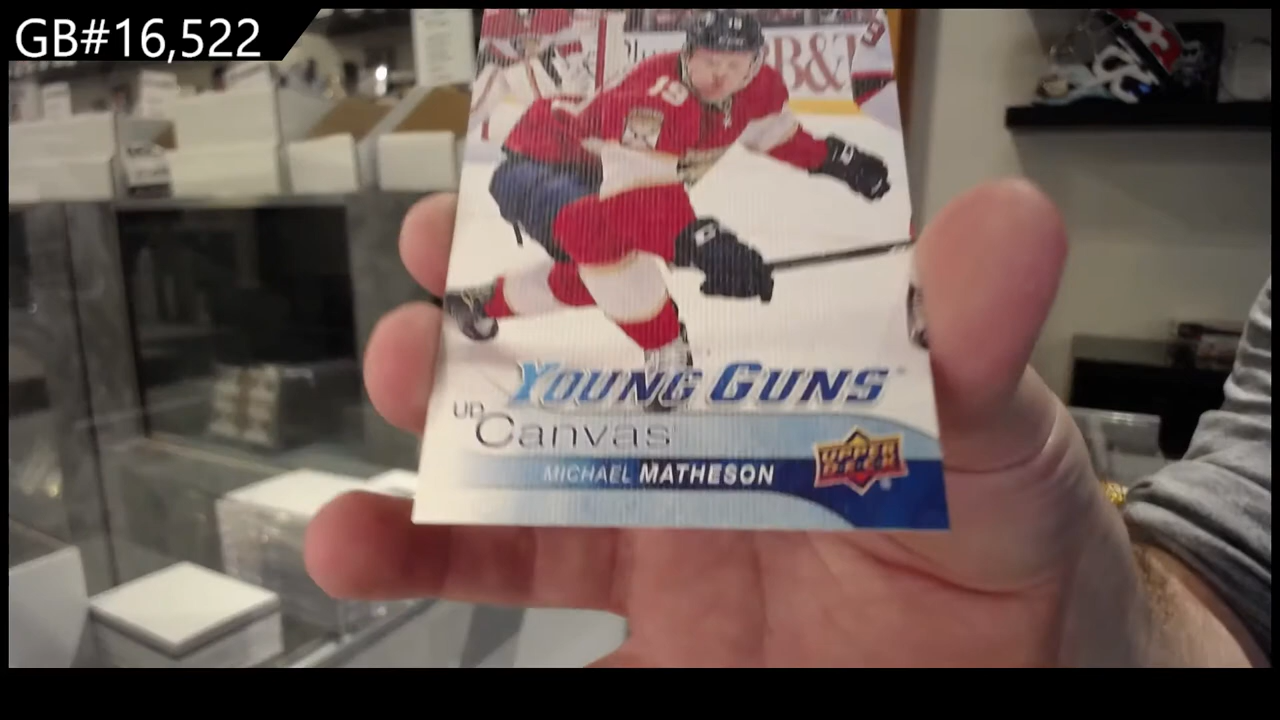 GB#16,522
B&T
19
YOUNG GUNS
UD Canvas
UPPER DECK
MICHAEL MATHESON